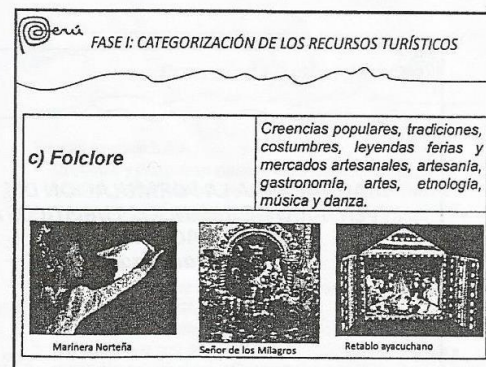 Perú
FASE I: CATEGORIZACIÓN DE LOS RECURSOS TURÍSTICOS
c) Folclore
Creencias populares, tradiciones,
costumbres, leyendas ferias y
mercados artesanales, artesanía,
gastronomía, artes, etnología,
música y danza.
Marinera Norteña
Señor de los Milagros
Retablo ayacuchano